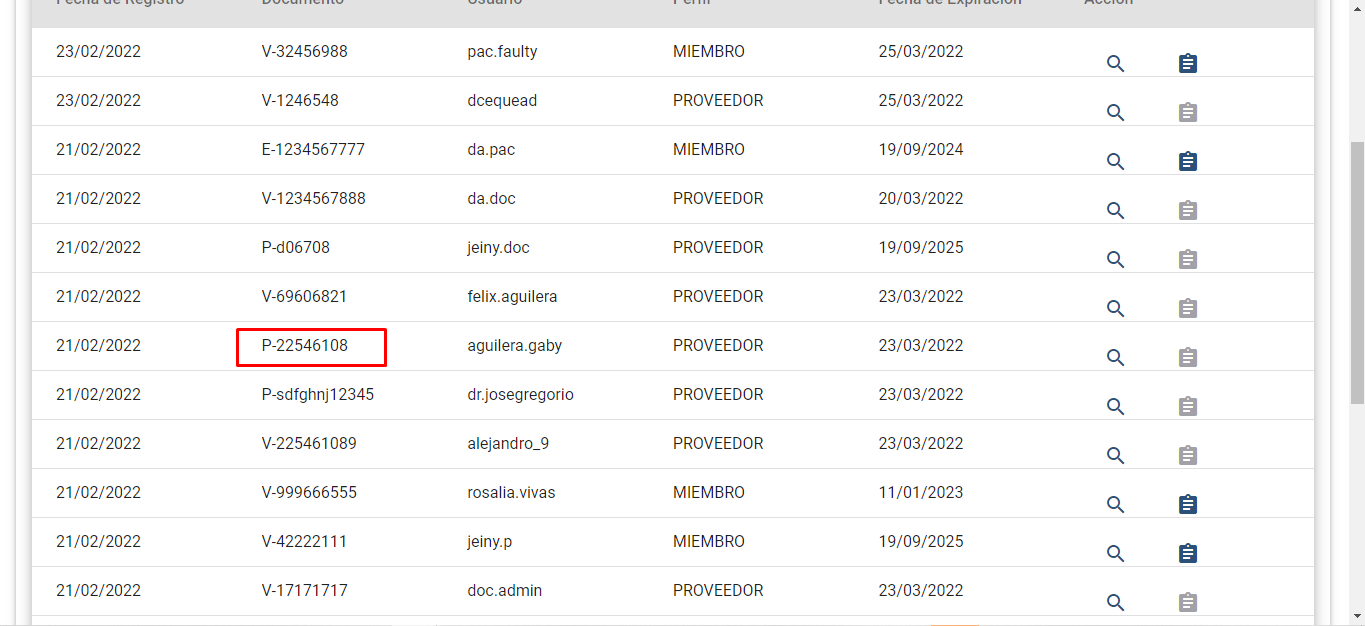 Fecha de Registro Documento Usuario Perfil Fecha de Expiración Acción
23/02/2022 V-32456988 pac.faulty MIEMBRO 25/03/2022
23/02/2022 V-1246548 dcequead PROVEEDOR 25/03/2022
21/02/2022 E-1234567777 da.pac MIEMBRO 19/09/2024
21/02/2022 V-1234567888 da.doc PROVEEDOR 20/03/2022
21/02/2022 P-d06708 jeiny.doc PROVEEDOR 19/09/2025
21/02/2022 V-69606821 felix.aguilera PROVEEDOR 23/03/2022
21/02/2022 P-22546108 aguilera.gaby PROVEEDOR 23/03/2022
21/02/2022 P-sdfghnj12345 dr.josegregorio PROVEEDOR 23/03/2022
21/02/2022 V-225461089 alejandro_9 PROVEEDOR 23/03/2022
21/02/2022 V-999666555 rosalia.vivas MIEMBRO 11/01/2023
21/02/2022 V-42222111 jeiny.p MIEMBRO 19/09/2025
21/02/2022 V-17171717 doc.admin PROVEEDOR 23/03/2022